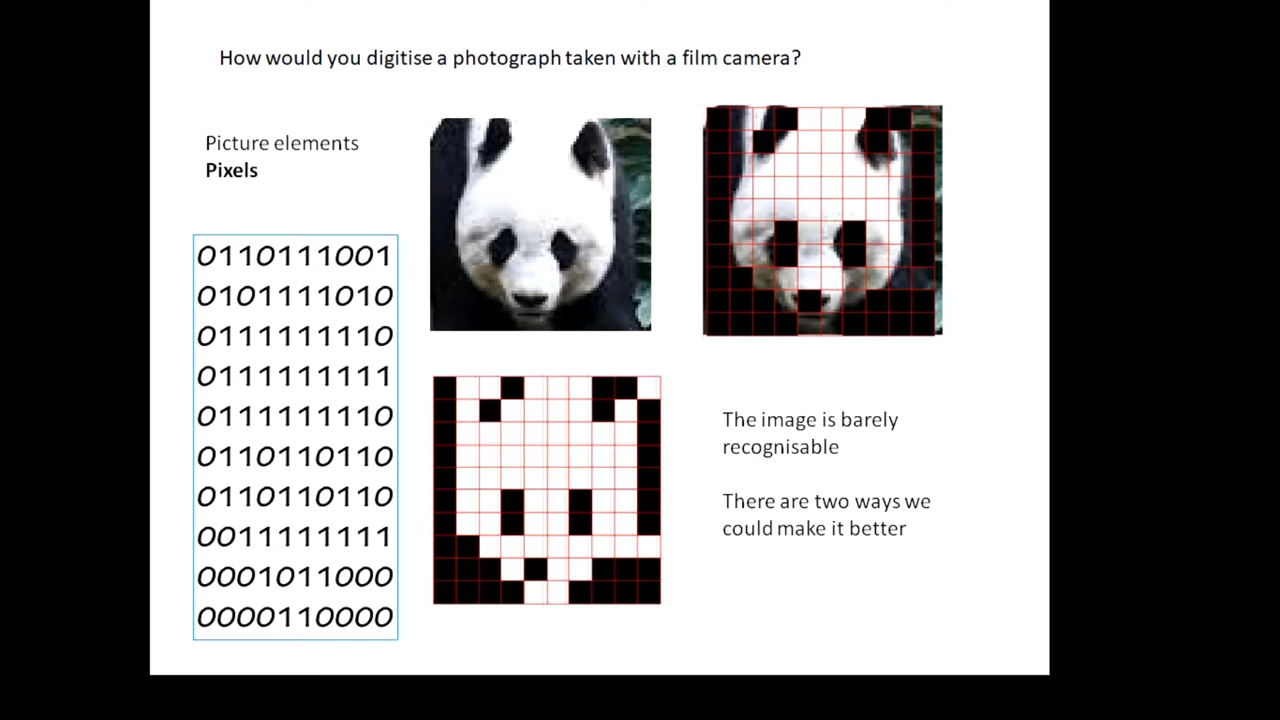 How would you digitise a photograph taken with a film camera?
Picture elements
Pixels
0110111001
0101111010
0111111110
0111111111
0111111110
0110110110
0110110110
0011111111
0001011000
0000110000
The image is barely
recognisable
There are two ways we
could make it better